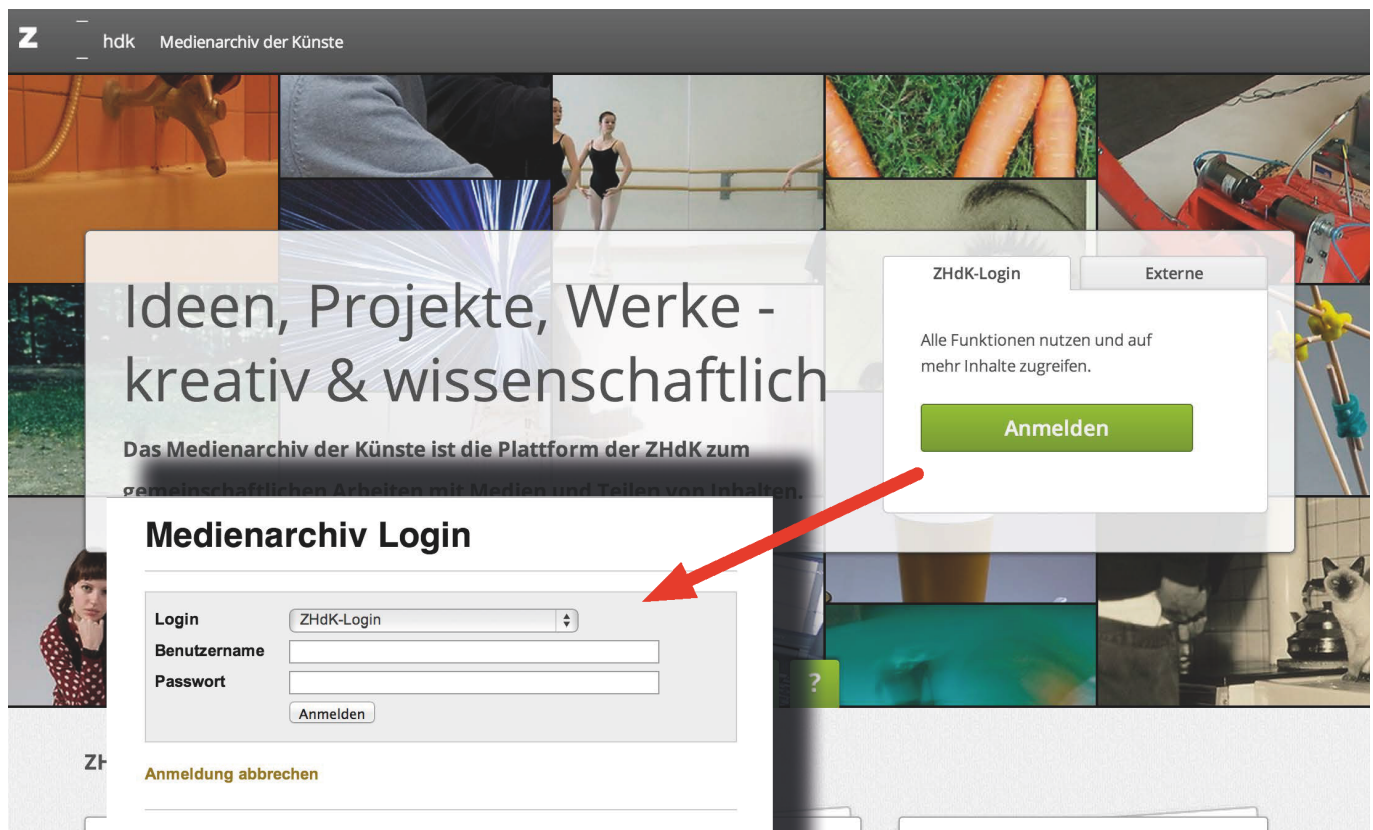 Z hdk Medienarchiv der Künste
Ideen, Projekte, Werke -
kreativ & wissenschaftlich
Das Medienarchiv der Künste ist die Plattform der ZHdK zum
gemeinschaftlichen Arbeiten mit Medien und Teilen von Inhalten.
ZHdK-Login
Externe
Alle Funktionen nutzen und auf
mehr Inhalte zugreifen.
Anmelden
Medienarchiv Login
Login ZHdK-Login
Benutzername
Passwort
Anmelden
Anmeldung abbrechen
?
ZH